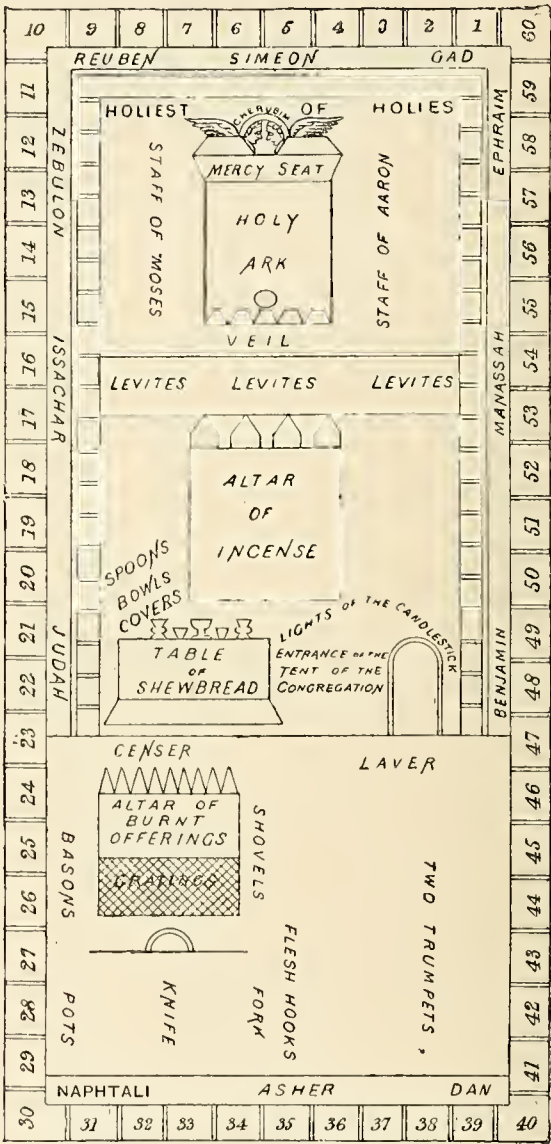 10 9 8 7 6 5 4 3 2 1 60
REUBEN SIMEON GAD
11 59
HOLIEST OF HOLIES
CHERUBIM
12 58
ZEBULON
EPHRAIM
STAFF OF MOSES
MERCY SEAT
STAFF OF AARON
13 57
HOLY
14 56
ARK
15 55
VEIL
16 54
ISSACHAR
LEVITES LEVITES LEVITES
MANASSAH
17 53
18 52
ALTAR
OF
19 51
INCENSE
20 50
SPOONS
BOWLS
COVERS
LIGHTS OF THE CANDLESTICK
21 49
JUDAH
TABLE
OF
SHEWBREAD
ENTRANCE OF THE
TENT OF THE
CONGREGATION
BENJAMIN
22 48
23 47
CENSER
LAVER
24 46
ALTAR OF
BURNT
OFFERINGS
25 45
BASONS
SHOVELS
GRATINGS
TWO TRUMPETS,
26 44
27 43
FLESH HOOKS
28 42
POTS
KNIFE
FORK
29 41
NAPHTALI ASHER DAN
30 31 32 33 34 35 36 37 38 39 40